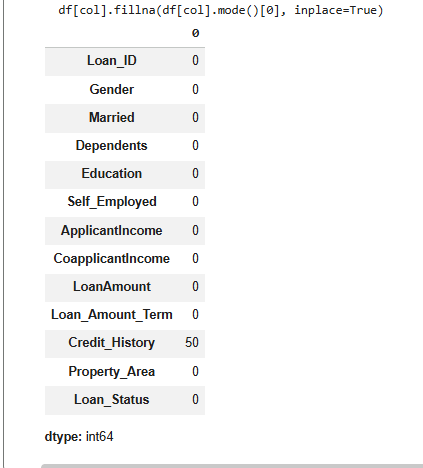 df[col].fillna(df[col].mode()[0], inplace=True)
0
Loan_ID 0
Gender 0
Married 0
Dependents 0
Education 0
Self_Employed 0
ApplicantIncome 0
CoapplicantIncome 0
LoanAmount 0
Loan_Amount_Term 0
Credit_History 50
Property_Area 0
Loan_Status 0
dtype: int64